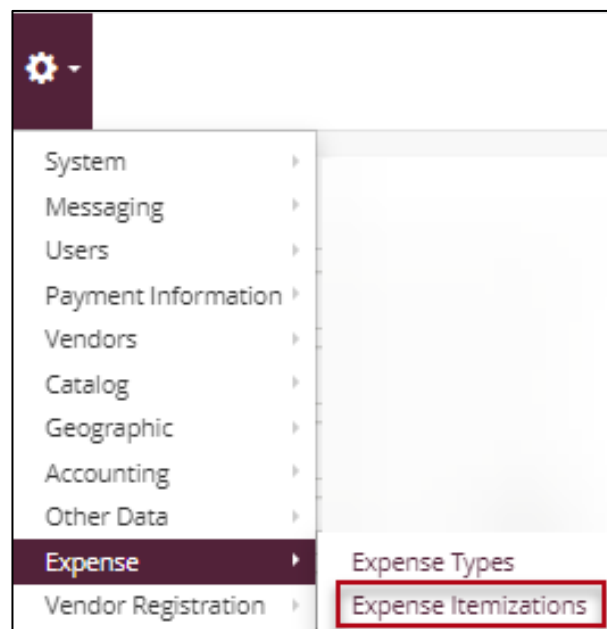 System
Messaging
Users
Payment Information
Vendors
Catalog
Geographic
Accounting
Other Data
Expense
Expense Types
Vendor Registration
Expense Itemizations